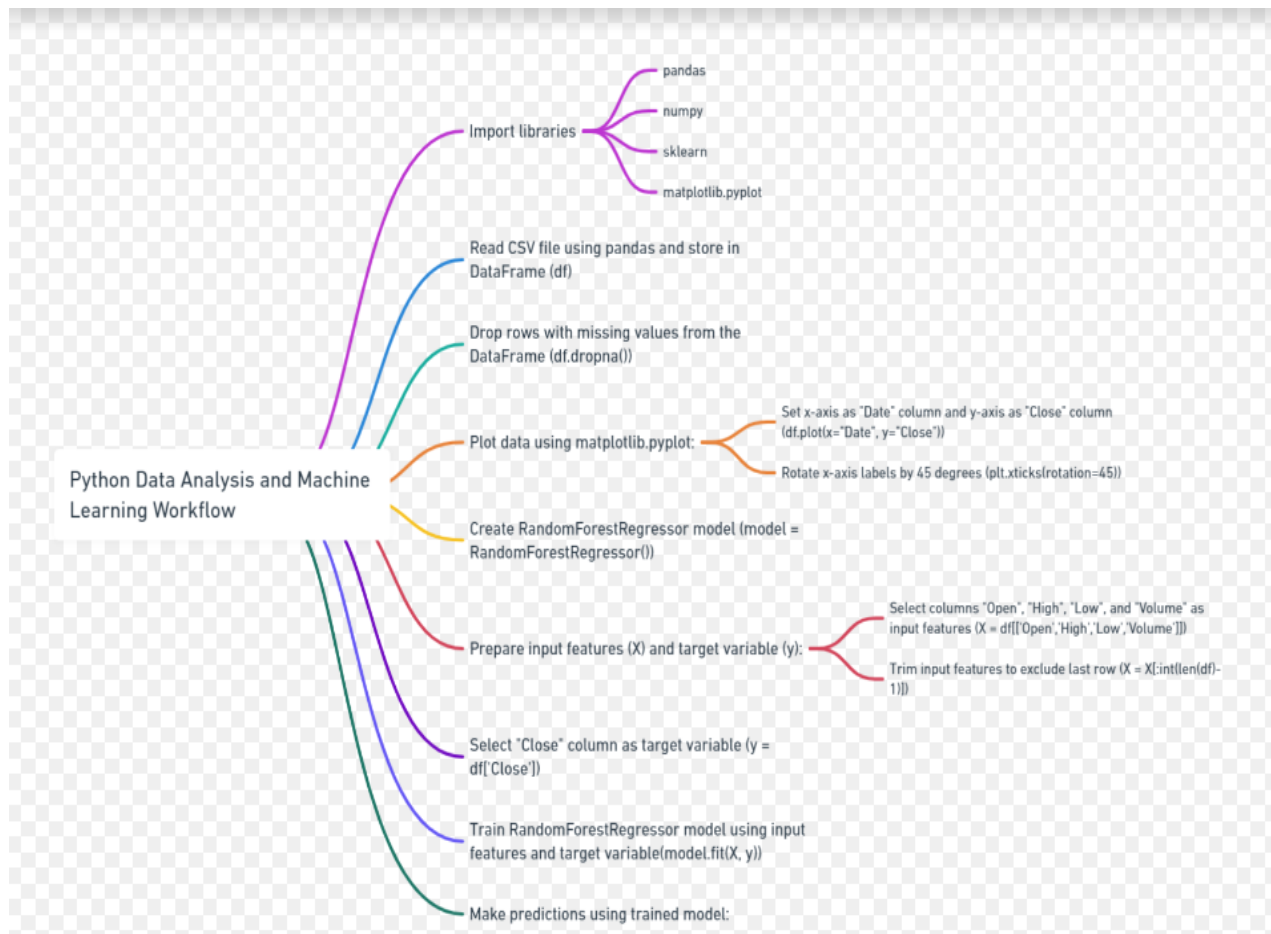 Python Data Analysis and Machine
Learning Workflow
Import libraries
pandas
numpy
sklearn
matplotlib.pyplot
Read CSV file using pandas and store in
DataFrame (df)
Drop rows with missing values from the
DataFrame (df.dropna())
Plot data using matplotlib.pyplot:
Set x-axis as "Date" column and y-axis as "Close" column
(df.plot(x="Date", y="Close"))
Rotate x-axis labels by 45 degrees (plt.xticks(rotation=45))
Create RandomForestRegressor model (model =
RandomForestRegressor())
Prepare input features (X) and target variable (y):
Select columns "Open", "High", "Low", and "Volume" as
input features (X = df[['Open','High','Low','Volume']])
Trim input features to exclude last row (X = X[:int(len(df)-
1)])
Select "Close" column as target variable (y =
df['Close'])
Train RandomForestRegressor model using input
features and target variable(model.fit(X, y))
Make predictions using trained model: